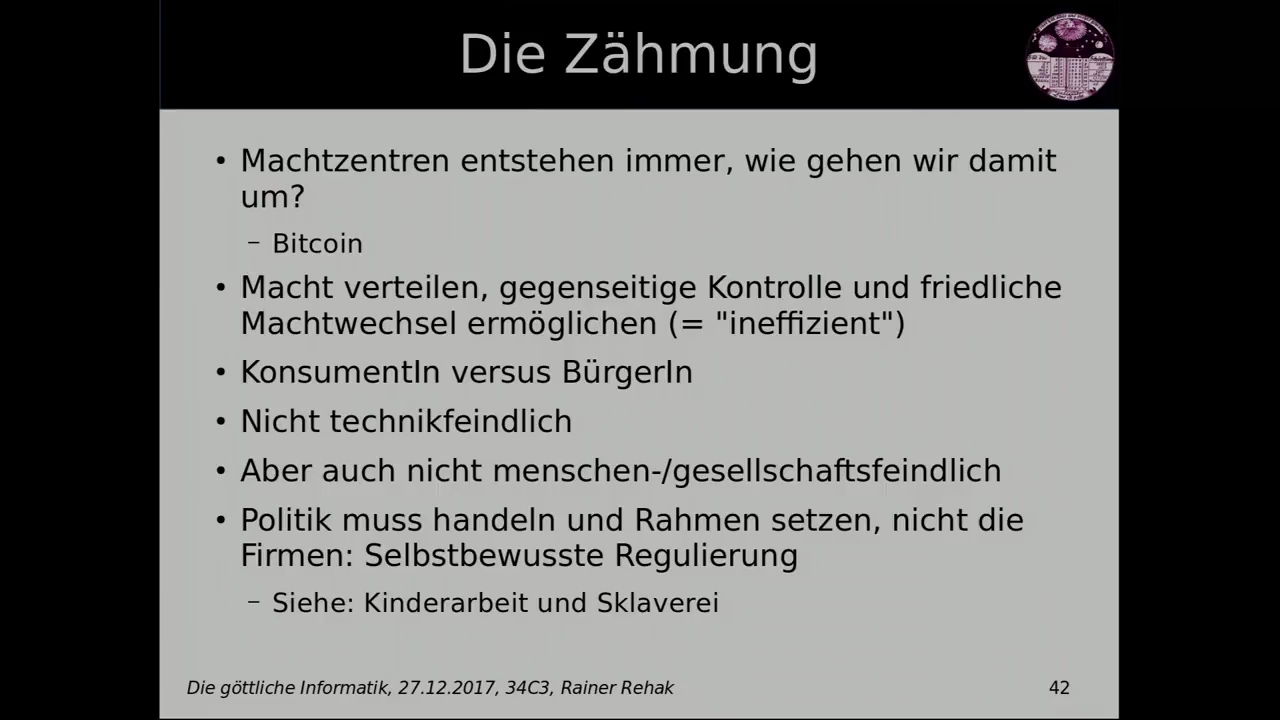 Die Zähmung
• Machtzentren entstehen immer, wie gehen wir damit
um?
– Bitcoin
• Macht verteilen, gegenseitige Kontrolle und friedliche
Machtwechsel ermöglichen (= "ineffizient")
• KonsumentIn versus BürgerIn
• Nicht technikfeindlich
• Aber auch nicht menschen-/gesellschaftsfeindlich
• Politik muss handeln und Rahmen setzen, nicht die
Firmen: Selbstbewusste Regulierung
– Siehe: Kinderarbeit und Sklaverei
Die göttliche Informatik, 27.12.2017, 34C3, Rainer Rehak
42